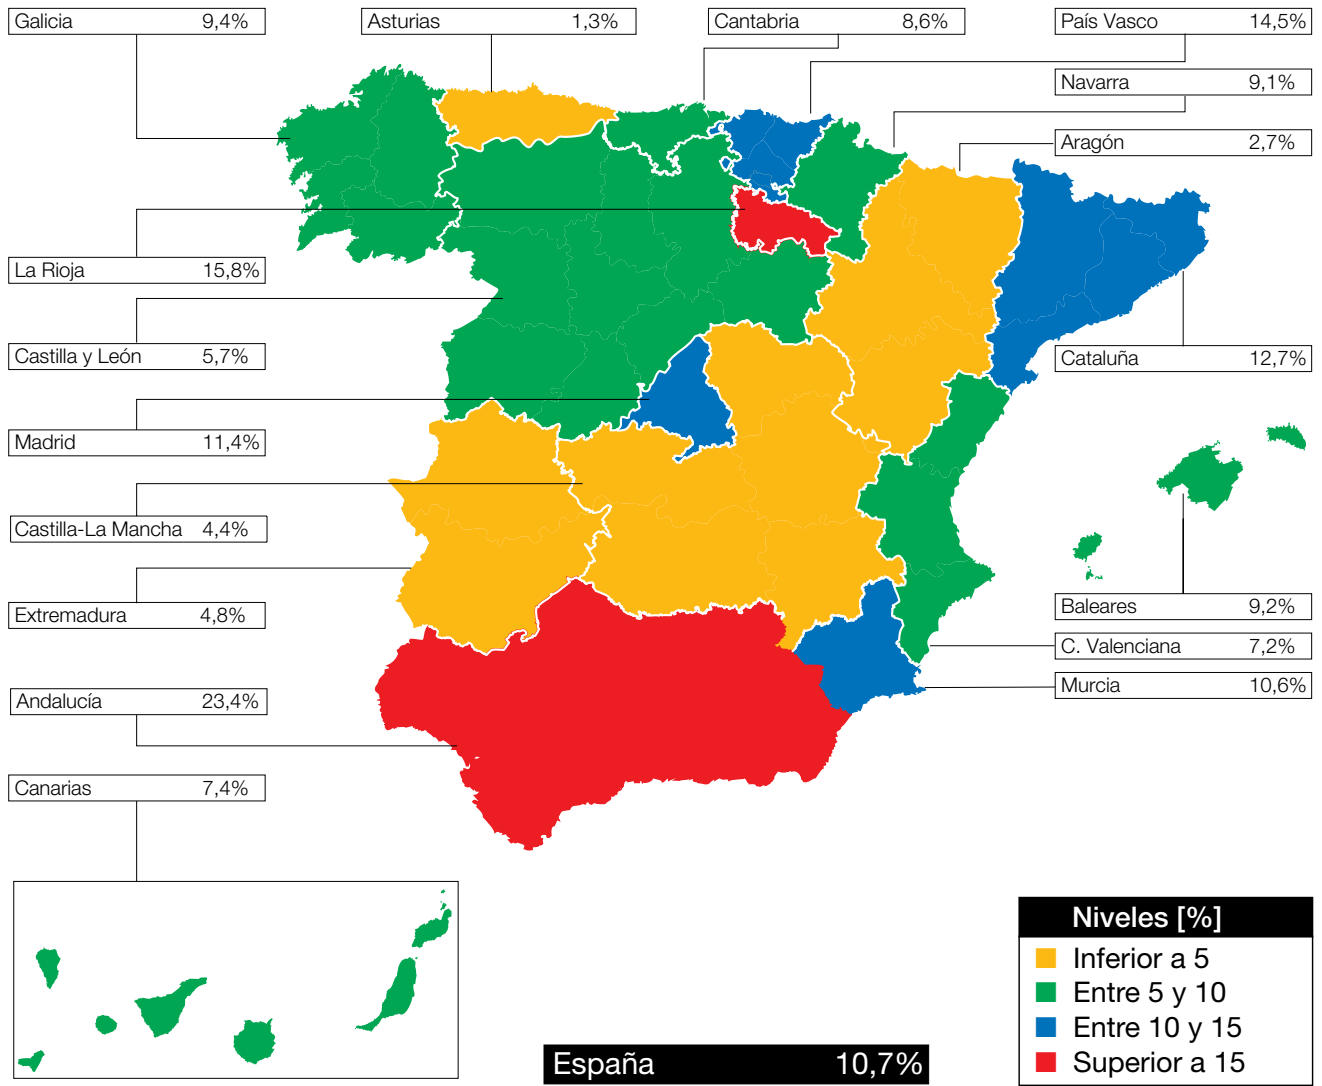 Galicia 9,4%
Asturias 1,3%
Cantabria 8,6%
País Vasco 14,5%
Navarra 9,1%
Aragón 2,7%
La Rioja 15,8%
Castilla y León 5,7%
Cataluña 12,7%
Madrid 11,4%
Castilla-La Mancha 4,4%
Extremadura 4,8%
Baleares 9,2%
C. Valenciana 7,2%
Murcia 10,6%
Andalucía 23,4%
Canarias 7,4%
Niveles [%]
Inferior a 5
Entre 5 y 10
Entre 10 y 15
Superior a 15
España 10,7%